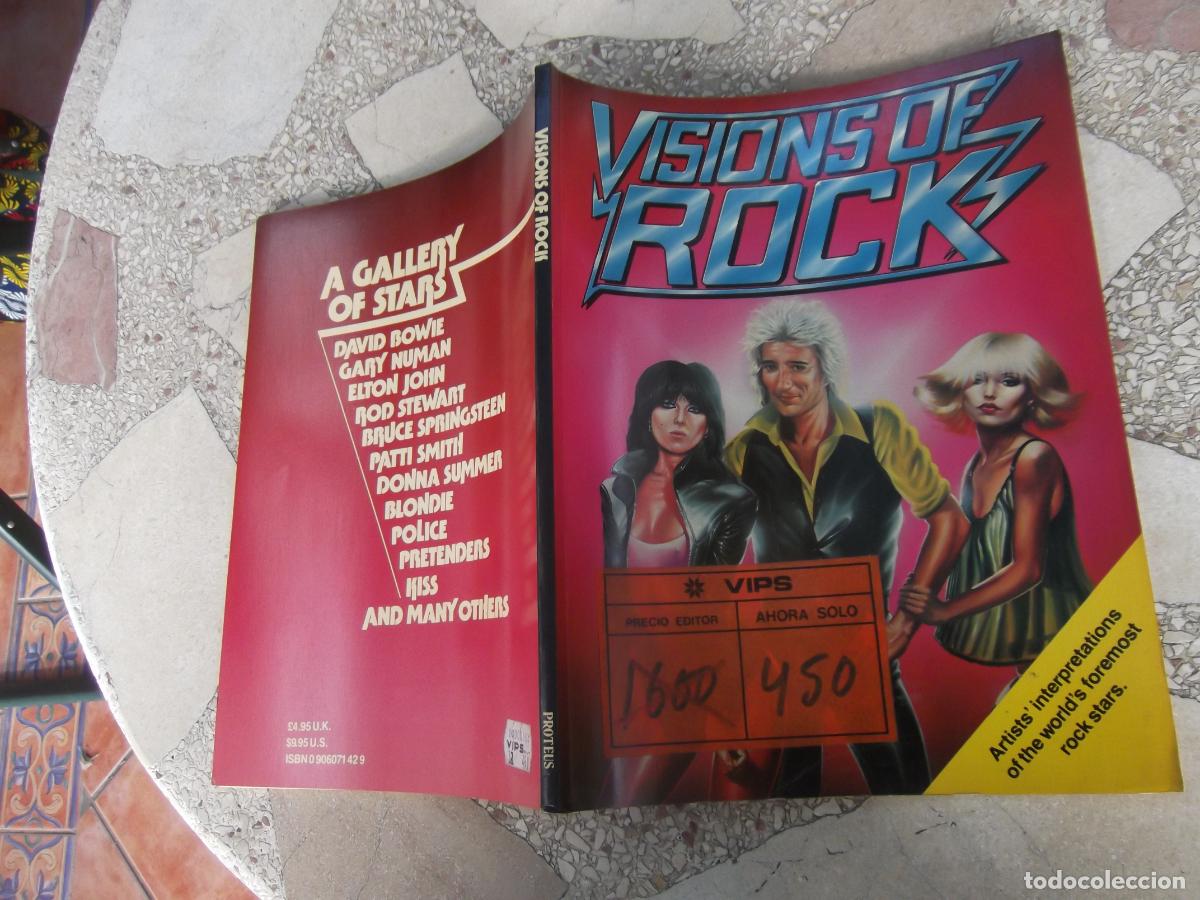 A GALLERY
OF STARS
DAVID BOWIE
GARY NUMAN
ELTON JOHN
ROD STEWART
BRUCE SPRINGSTEEN
PATTI SMITH
DONNA SUMMER
BLONDIE
POLICE
PRETENDERS
KISS
AND MANY OTHERS
£4.95 U.K.
$9.95 U.S.
ISBN 0 906071 42 9
VIPS
VISIONS OF ROCK
PROTEUS
VISIONS OF
ROCK
VIPS
PRECIO EDITOR
AHORA SOLO
1600
450
Artists' interpretations
of the world's foremost
rock stars.
todocoleccion